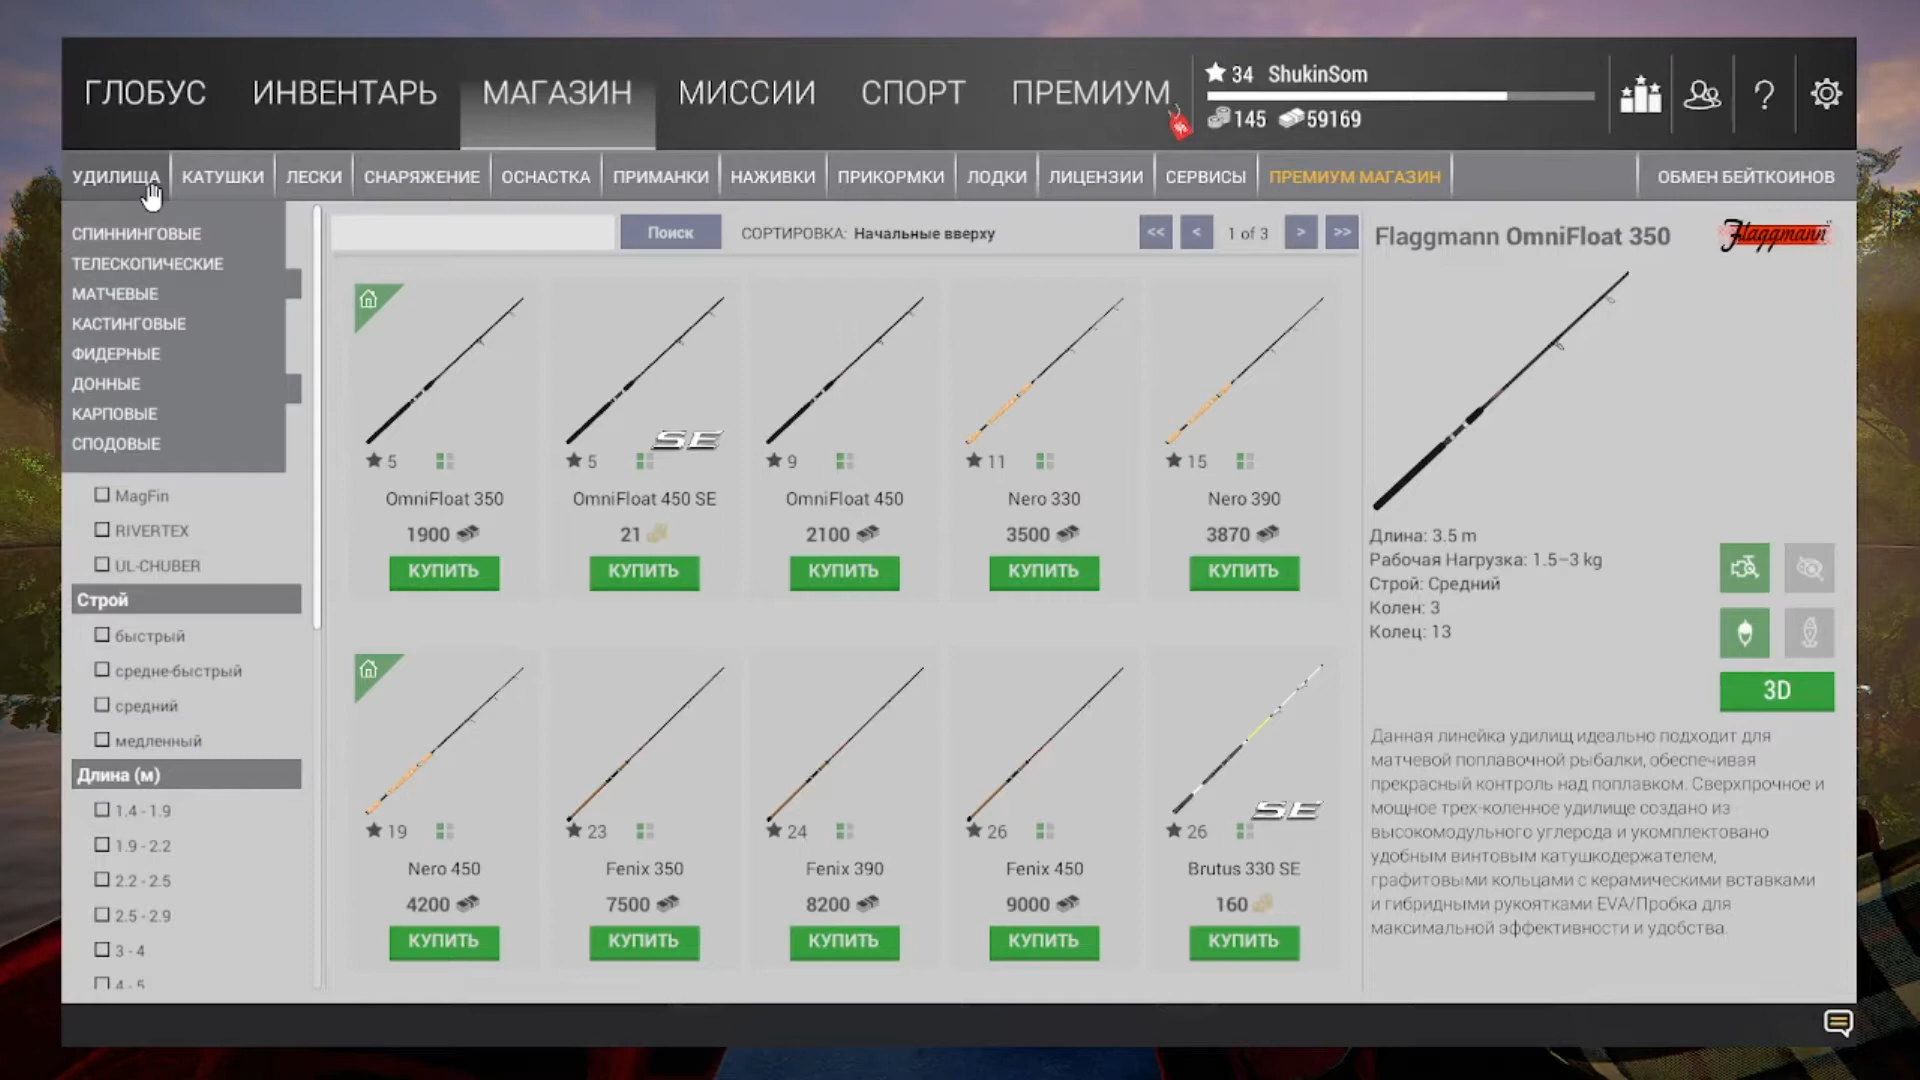 ГЛОБУС
ИНВЕНТАРЬ
МАГАЗИН
МИССИИ
СПОРТ
ПРЕМИУМ
34 ShukinSom
145 59169
УДИЛИЩА
КАТУШКИ
ЛЕСКИ
СНАРЯЖЕНИЕ
ОСНАСТКА
ПРИМАНКИ
НАЖИВКИ
ПРИКОРМКИ
ЛОДКИ
ЛИЦЕНЗИИ
СЕРВИСЫ
ПРЕМИУМ МАГАЗИН
ОБМЕН БЕЙТКОИНОВ
СПИННИНГОВЫЕ
ТЕЛЕСКОПИЧЕСКИЕ
МАТЧЕВЫЕ
КАСТИНГОВЫЕ
ФИДЕРНЫЕ
ДОННЫЕ
КАРПОВЫЕ
СПОДОВЫЕ
MagFin
RIVERTEX
UL-CHUBER
Строй
быстрый
средне-быстрый
средний
медленный
Длина (м)
1.4 - 1.9
1.9 - 2.2
2.2 - 2.5
2.5 - 2.9
3 - 4
4 - 5
Поиск
СОРТИРОВКА: Начальные вверху
<< < 1 of 3 > >>
SE
5
5
9
11
15
OmniFloat 350
OmniFloat 450 SE
OmniFloat 450
Nero 330
Nero 390
1900
21
2100
3500
3870
КУПИТЬ
КУПИТЬ
КУПИТЬ
КУПИТЬ
КУПИТЬ
SE
19
23
24
26
26
Nero 450
Fenix 350
Fenix 390
Fenix 450
Brutus 330 SE
4200
7500
8200
9000
160
КУПИТЬ
КУПИТЬ
КУПИТЬ
КУПИТЬ
КУПИТЬ
Flaggmann OmniFloat 350
Flaggmann
Длина: 3.5 m
Рабочая Нагрузка: 1.5–3 kg
Строй: Средний
Колен: 3
Колец: 13
3D
Данная линейка удилищ идеально подходит для
матчевой поплавочной рыбалки, обеспечивая
прекрасный контроль над поплавком. Сверхпрочное и
мощное трех-коленное удилище создано из
высокомодульного углерода и укомплектовано
удобным винтовым катушкодержателем,
графитовыми кольцами с керамическими вставками
и гибридными рукоятками EVA/Пробка для
максимальной эффективности и удобства.